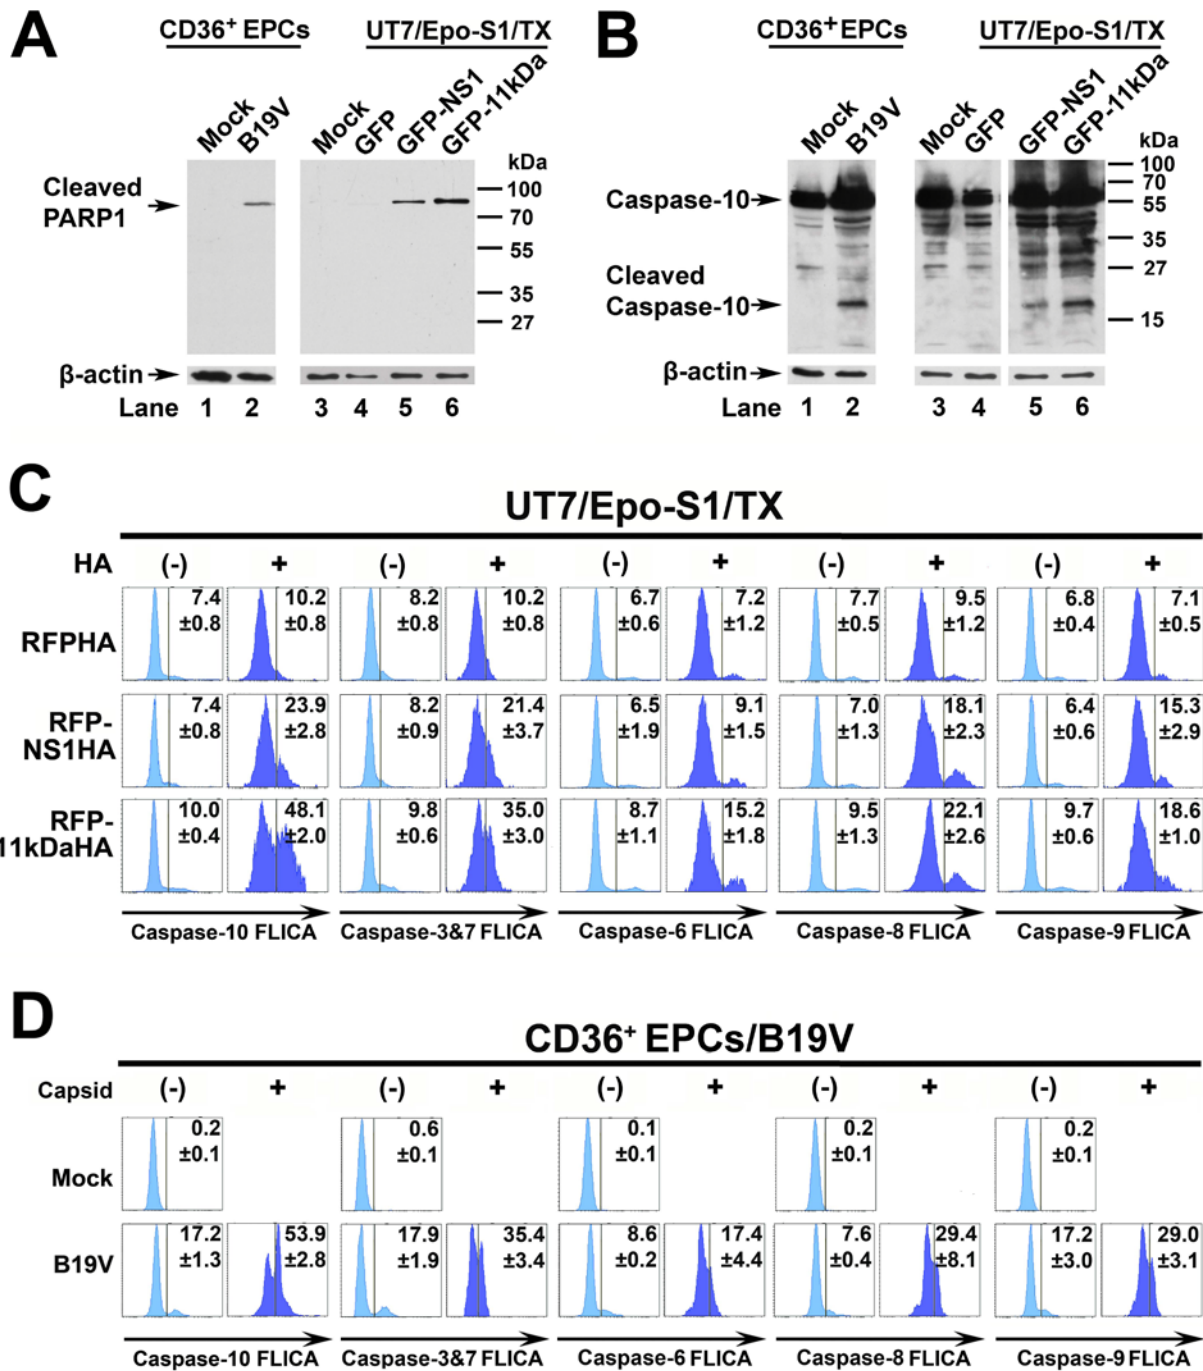 A
CD36+ EPCs
UT7/Epo-S1/TX
Mock
B19V
Mock
GFP
GFP-NS1
GFP-11kDa
kDa
100
70
55
35
27
Cleaved
PARP1
β-actin
Lane 1 2 3 4 5 6
B
CD36+ EPCs
UT7/Epo-S1/TX
Mock
B19V
Mock
GFP
GFP-NS1
GFP-11kDa
kDa
100
70
55
35
27
15
Caspase-10
Cleaved
Caspase-10
β-actin
1 2 3 4 5 6
C
UT7/Epo-S1/TX
HA (-) + (-) + (-) + (-) + (-) +
RFPHA
7.4 10.2 8.2 10.2 6.7 7.2 7.7 9.5 6.8 7.1
±0.8 ±0.8 ±0.8 ±0.8 ±0.6 ±1.2 ±0.5 ±1.2 ±0.4 ±0.5
RFP-
NS1HA
7.4 23.9 8.2 21.4 6.5 9.1 7.0 18.1 6.4 15.3
±0.8 ±2.8 ±0.9 ±3.7 ±1.9 ±1.5 ±1.3 ±2.3 ±0.6 ±2.9
RFP-
11kDaHA
10.0 48.1 9.8 35.0 8.7 15.2 9.5 22.1 9.7 18.6
±0.4 ±2.0 ±0.6 ±3.0 ±1.1 ±1.8 ±1.3 ±2.6 ±0.6 ±1.0
Caspase-10 FLICA Caspase-3&7 FLICA Caspase-6 FLICA Caspase-8 FLICA Caspase-9 FLICA
D
CD36+ EPCs/B19V
Capsid (-) + (-) + (-) + (-) + (-) +
Mock
0.2 0.6 0.1 0.2 0.2
±0.1 ±0.1 ±0.1 ±0.1 ±0.1
B19V
17.2 53.9 17.9 35.4 8.6 17.4 7.6 29.4 17.2 29.0
±1.3 ±2.8 ±1.9 ±3.4 ±0.2 ±4.4 ±0.4 ±8.1 ±3.0 ±3.1
Caspase-10 FLICA Caspase-3&7 FLICA Caspase-6 FLICA Caspase-8 FLICA Caspase-9 FLICA